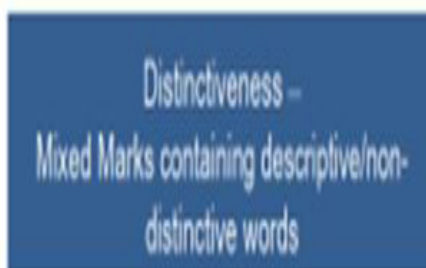 Distinctiveness –
Mixed Marks containing descriptive/non-
distinctive words